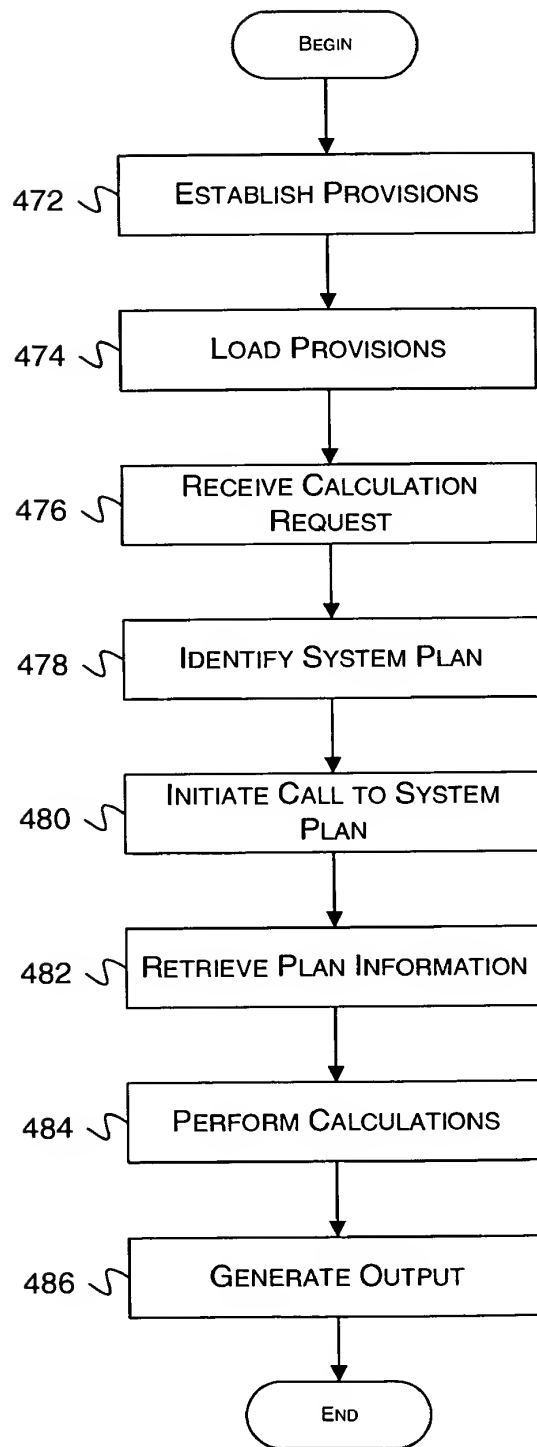 BEGIN
472 ESTABLISH PROVISIONS
474 LOAD PROVISIONS
476 RECEIVE CALCULATION
REQUEST
478 IDENTIFY SYSTEM PLAN
480 INITIATE CALL TO SYSTEM
PLAN
482 RETRIEVE PLAN INFORMATION
484 PERFORM CALCULATIONS
486 GENERATE OUTPUT
END